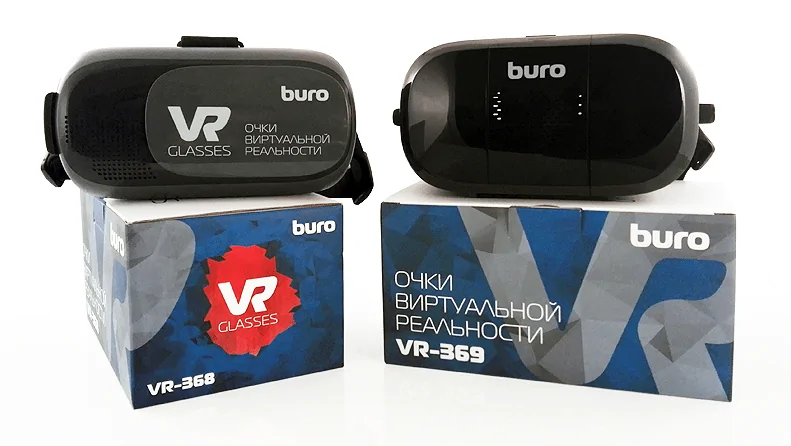 buro
VR
GLASSES
ОЧКИ
ВИРТУАЛЬНОЙ
РЕАЛЬНОСТИ
buro
buro
VR
GLASSES
VR-368
buro
ОЧКИ
ВИРТУАЛЬНОЙ
РЕАЛЬНОСТИ
VR-369